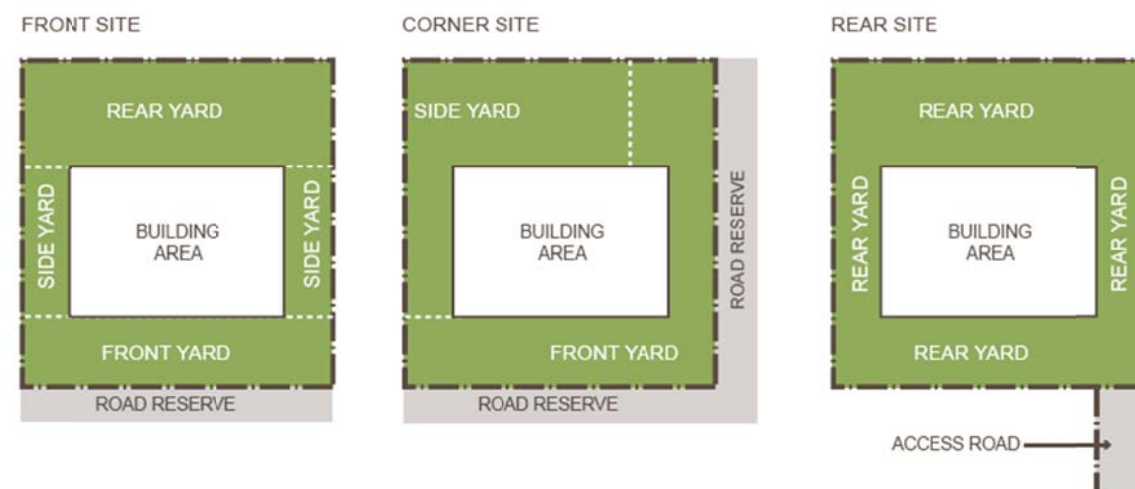 FRONT SITE
REAR YARD
SIDE YARD
BUILDING
AREA
SIDE YARD
FRONT YARD
ROAD RESERVE
CORNER SITE
SIDE YARD
BUILDING
AREA
ROAD RESERVE
FRONT YARD
ROAD RESERVE
REAR SITE
REAR YARD
REAR YARD
BUILDING
AREA
REAR YARD
REAR YARD
ACCESS ROAD